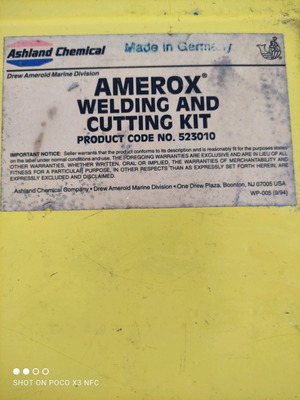 Ashland Chemical
Made in Germany
Drew Ameroid Marine Division
AMEROX®
WELDING AND
CUTTING KIT
PRODUCT CODE NO. 523010
IMPORTANT NOTICE: Seller warrants that the product conforms to its description and is reasonably fit for the purposes stated
on the label under normal conditions and use. THE FOREGOING WARRANTIES ARE EXCLUSIVE AND ARE IN LIEU OF ALL
OTHER WARRANTIES, WHETHER WRITTEN, ORAL OR IMPLIED, THE WARRANTIES OF MERCHANTABILITY AND
FITNESS FOR A PARTICULAR PURPOSE, IN OTHER RESPECTS THAN AS EXPRESSLY SET FORTH HEREIN, ARE
EXPRESSLY EXCLUDED AND DISCLAIMED.
Ashland Chemical Company • Drew Ameroid Marine Division • One Drew Plaza, Boonton, NJ 07005 USA
WP-005 (9/94)
SHOT ON POCO X3 NFC